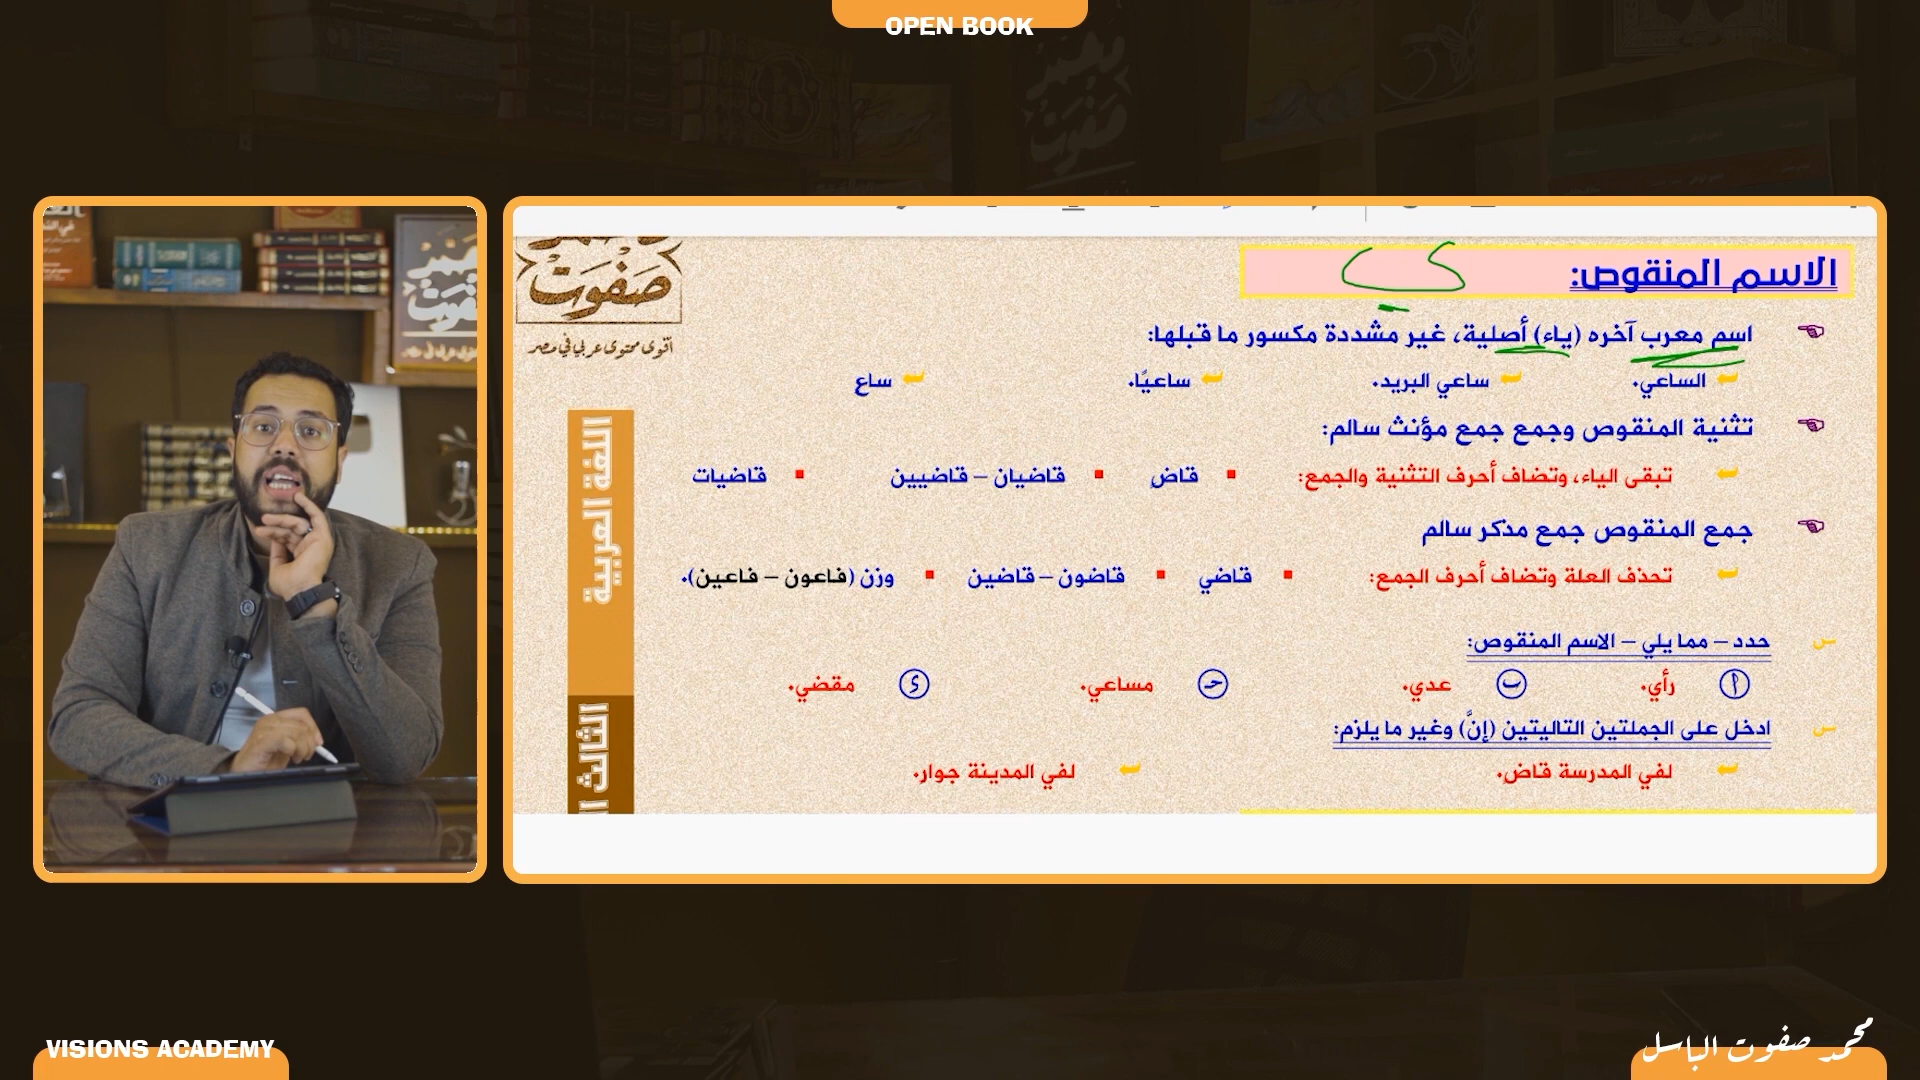 OPEN BOOK
صفوت
أقوى محتوى عربي في مصر
الاسم المنقوص:
اسم معرب آخره (ياء) أصلية، غير مشددة مكسور ما قبلها:
الساعي. ساعي البريد. ساعيًا. ساع
تثنية المنقوص وجمع جمع مؤنث سالم:
تبقى الياء، وتضاف أحرف التثنية والجمع: قاضٍ قاضيان – قاضيين قاضيات
جمع المنقوص جمع مذكر سالم
تحذف العلة وتضاف أحرف الجمع: قاضي قاضون – قاضين وزن (فاعون – فاعين).
س حدد – مما يلي – الاسم المنقوص:
أ رأي. ب عدي. جـ مساعي. د مقضي.
س ادخل على الجملتين التاليتين (إنَّ) وغير ما يلزم:
لفي المدرسة قاض. لفي المدينة جوار.
اللغة العربية
الثالث
VISIONS ACADEMY
محمد صفوت الباسل